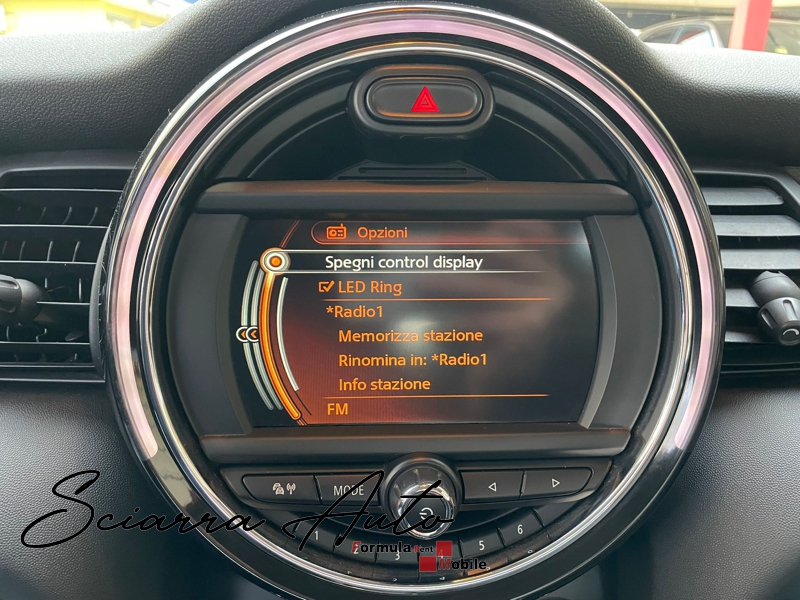 Opzioni
Spegni control display
LED Ring
*Radio1
Memorizza stazione
Rinomina in: *Radio1
Info stazione
FM
MODE
Sciarra Auto
1 2 3 4 5 6
Formula Rent
Mobile